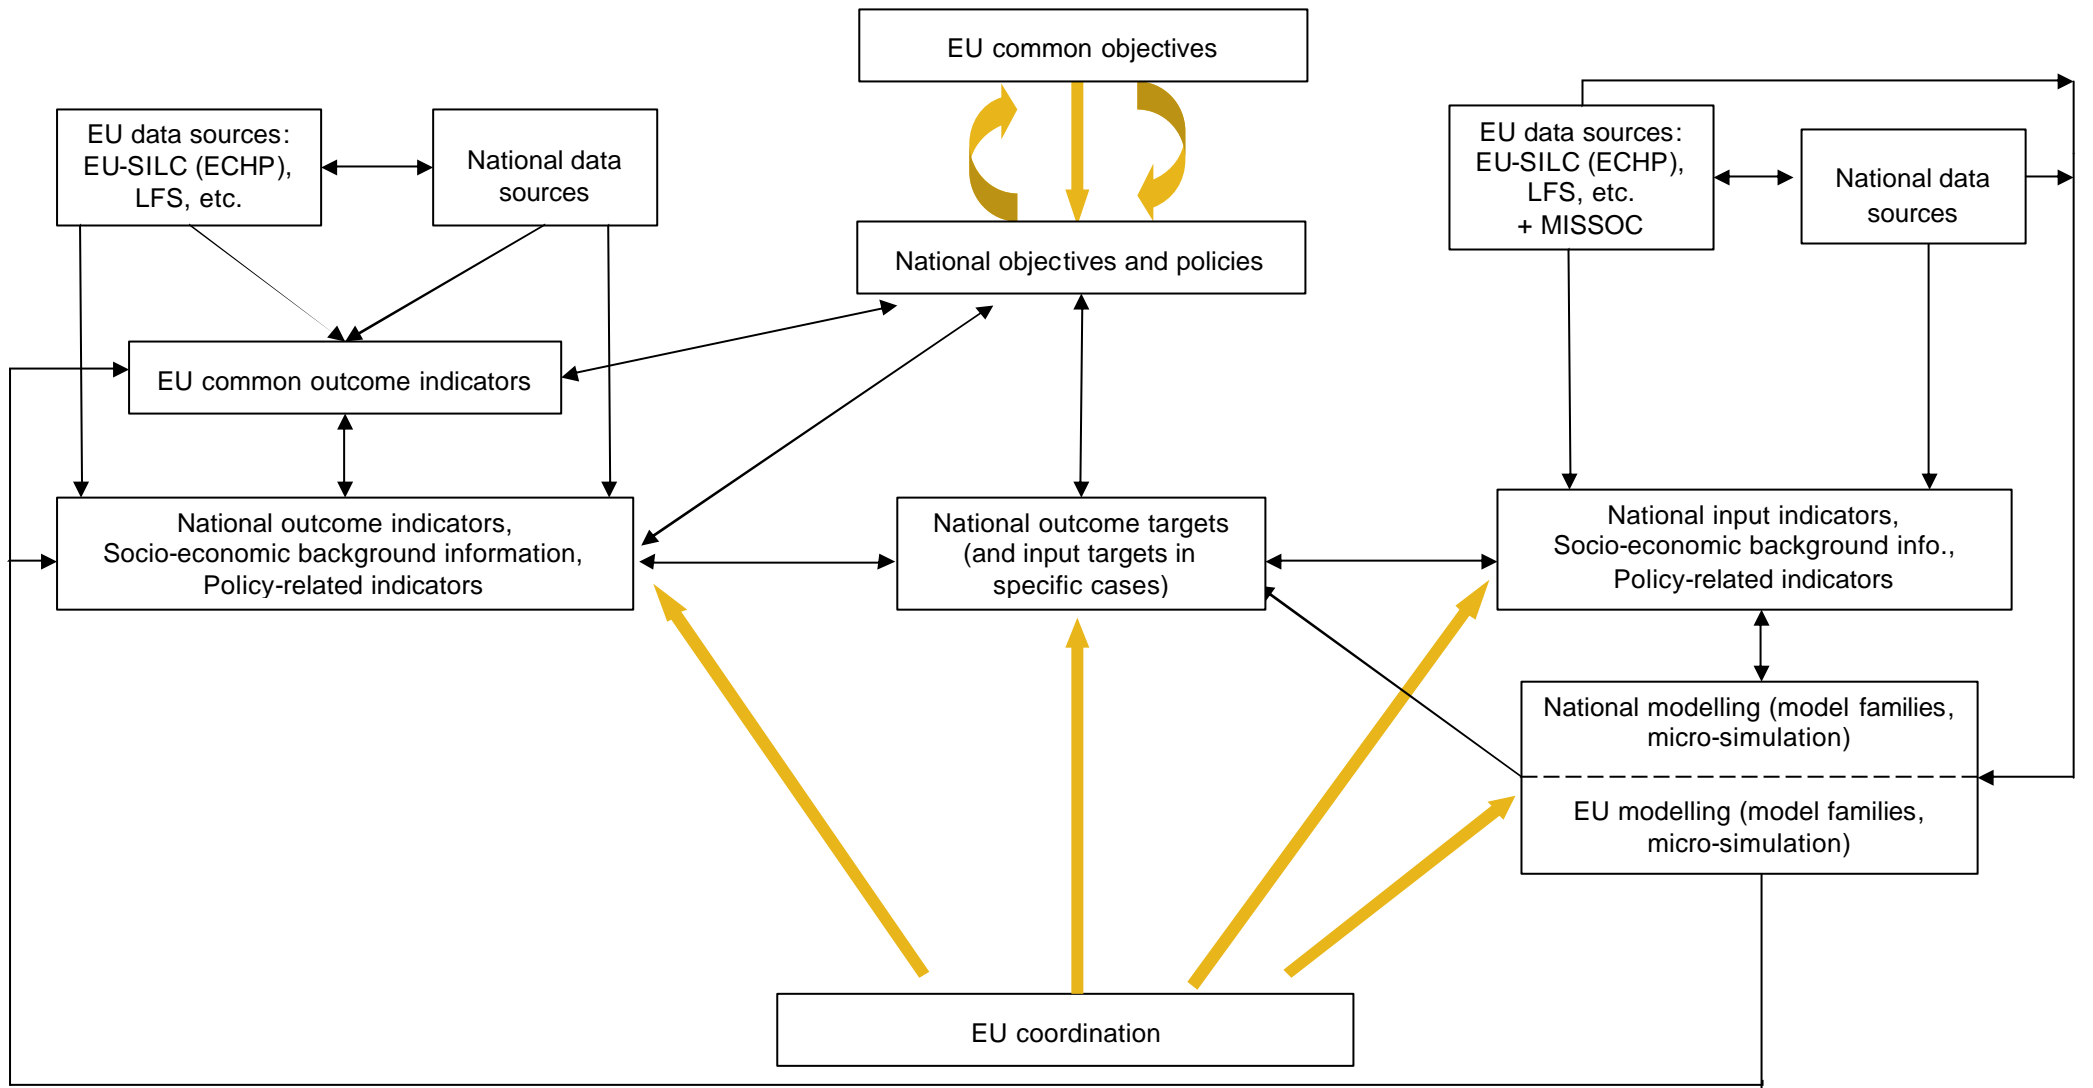 EU common objectives
EU data sources:
EU-SILC (ECHP),
LFS, etc.
National data
sources
EU data sources:
EU-SILC (ECHP),
LFS, etc.
+ MISSOC
National data
sources
National objectives and policies
EU common outcome indicators
National outcome indicators,
Socio-economic background information,
Policy-related indicators
National outcome targets
(and input targets in
specific cases)
National input indicators,
Socio-economic background info.,
Policy-related indicators
National modelling (model families,
micro-simulation)
EU modelling (model families,
micro-simulation)
EU coordination